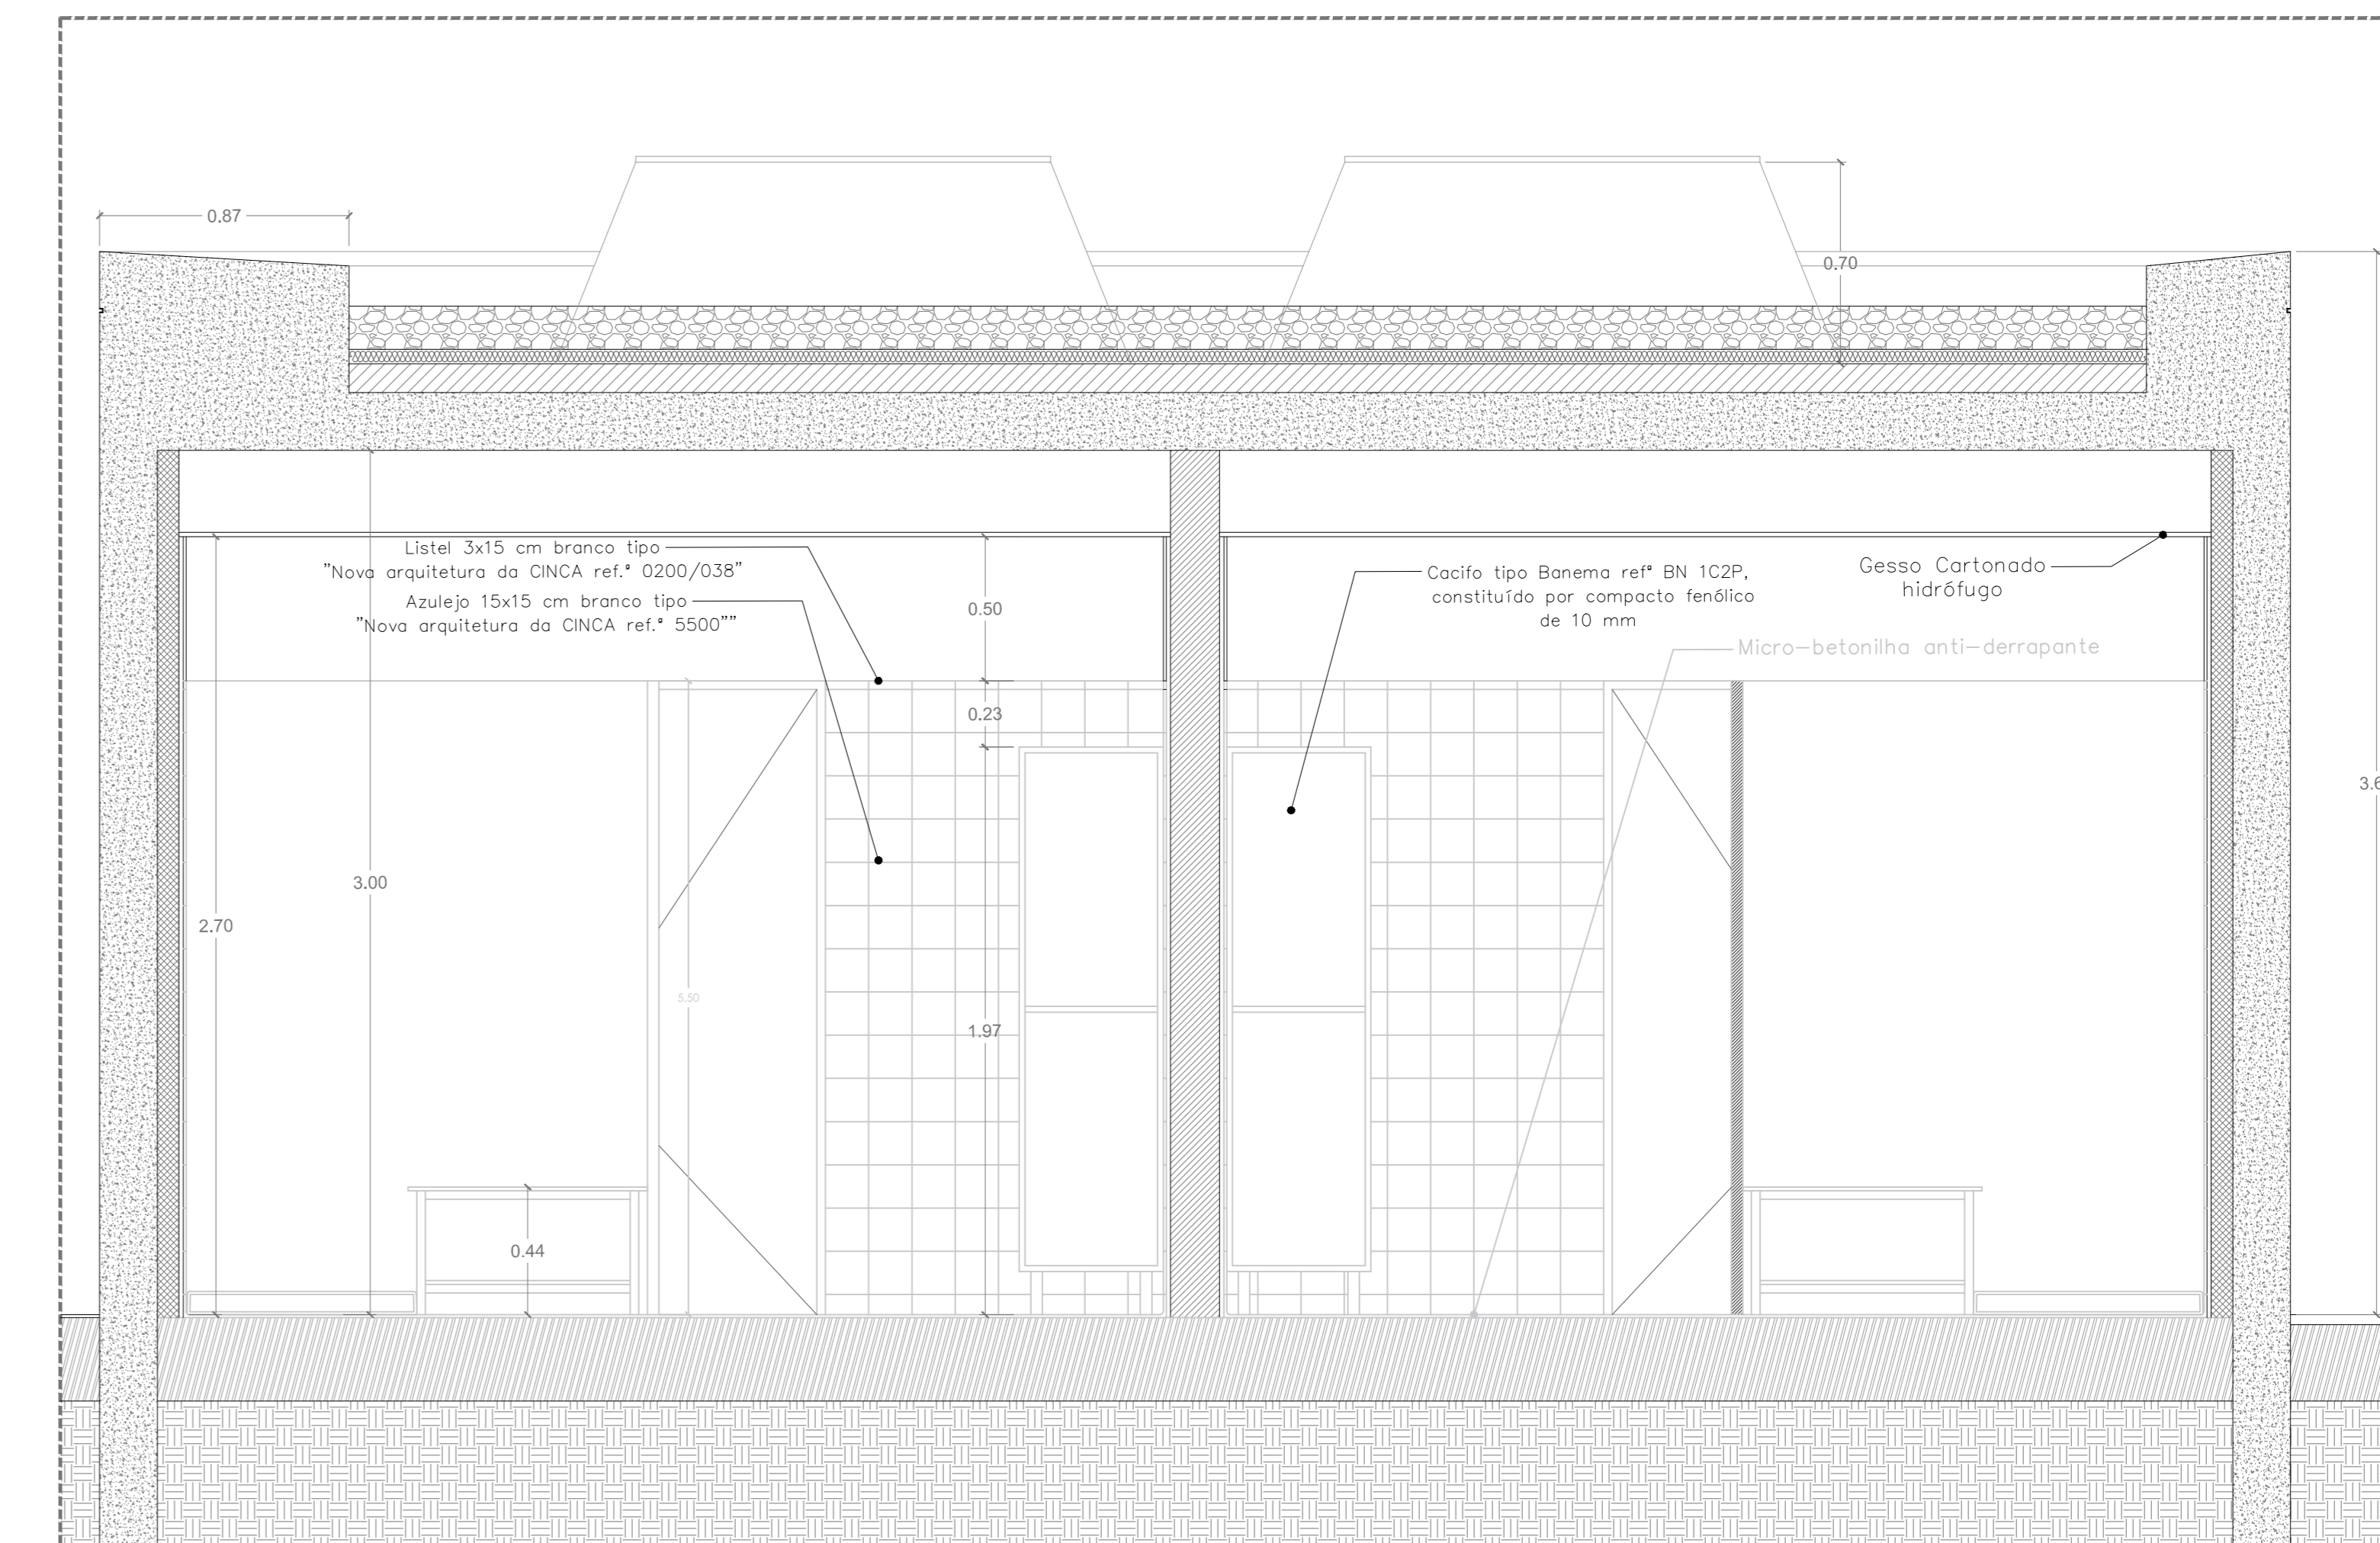 0.87
0.70
Listel 3x15 cm branco tipo
"Nova arquitetura da CINCA ref.ª 0200/038"
Azulejo 15x15 cm branco tipo
"Nova arquitetura da CINCA ref.ª 5500""
0.50
Cacifo tipo Banema refª BN 1C2P,
constituído por compacto fenólico
de 10 mm
Gesso Cartonado
hidrófugo
Micro-betonilha anti-derrapante
0.23
3.00
2.70
5.50
1.97
0.44